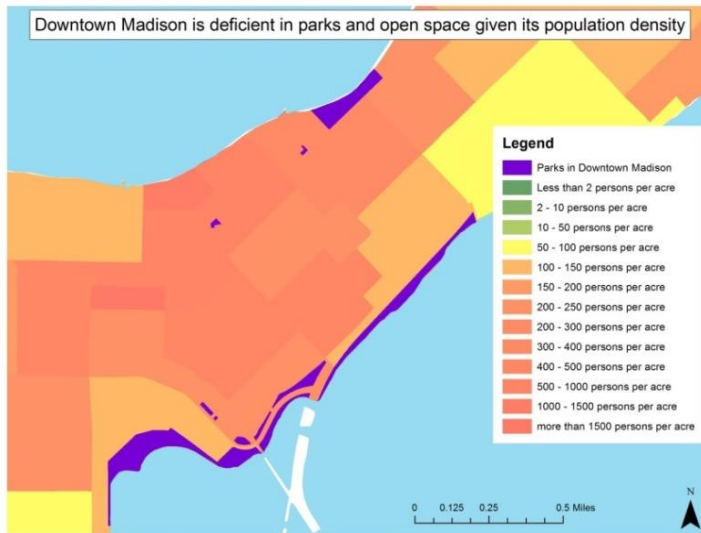 Downtown Madison is deficient in parks and open space given its population density
Legend
Parks in Downtown Madison
Less than 2 persons per acre
2 - 10 persons per acre
10 - 50 persons per acre
50 - 100 persons per acre
100 - 150 persons per acre
150 - 200 persons per acre
200 - 250 persons per acre
200 - 300 persons per acre
300 - 400 persons per acre
400 - 500 persons per acre
500 - 1000 persons per acre
1000 - 1500 persons per acre
more than 1500 persons per acre
N
0 0.125 0.25 0.5 Miles